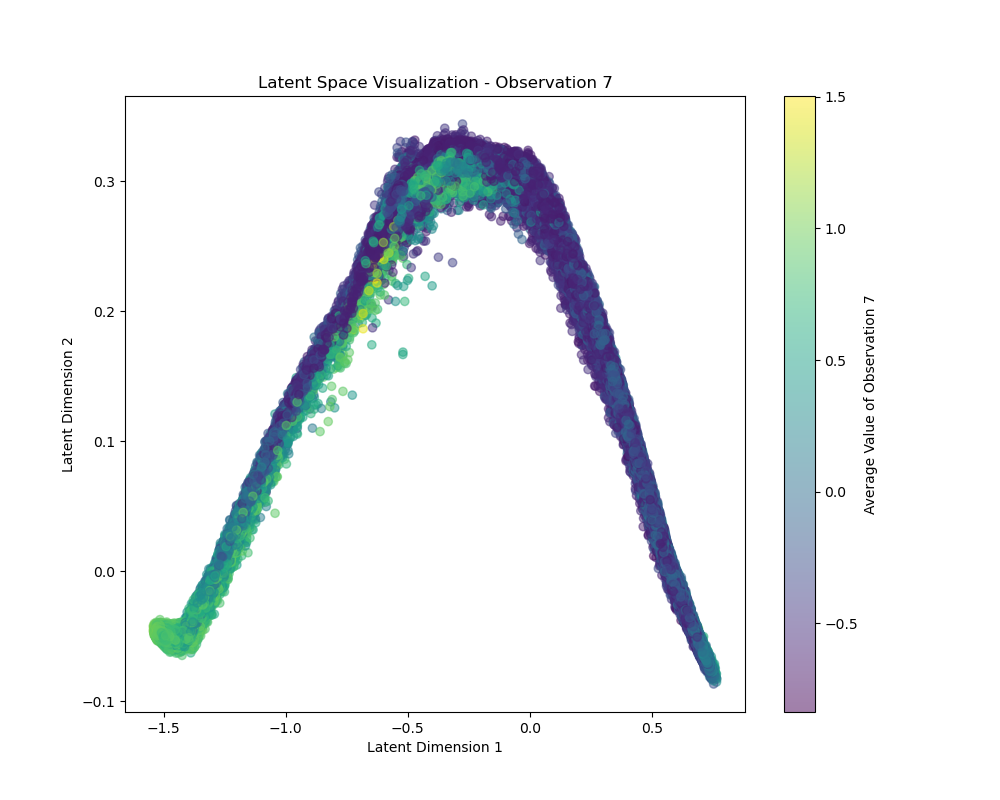 Latent Space Visualization - Observation 7
Latent Dimension 2
0.3
0.2
0.1
0.0
−0.1
−1.5 −1.0 −0.5 0.0 0.5
Latent Dimension 1
1.5
1.0
0.5
0.0
−0.5
Average Value of Observation 7